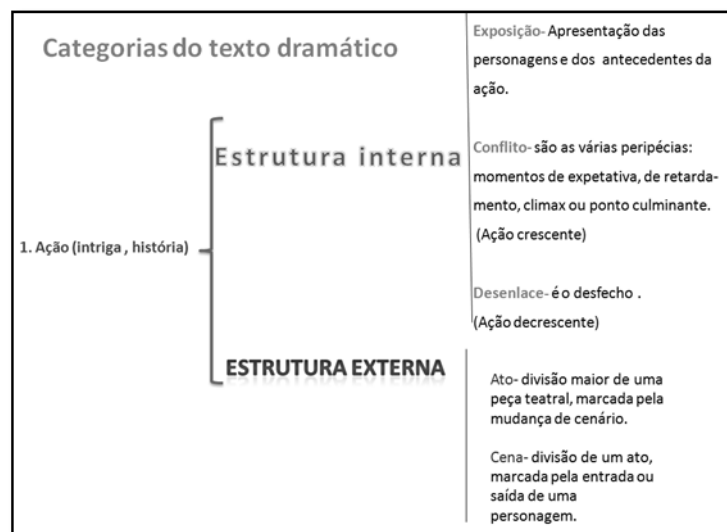 Categorias do texto dramático
1. Ação (intriga , história)
Estrutura interna
Exposição- Apresentação das
personagens e dos antecedentes da
ação.
Conflito- são as várias peripécias:
momentos de expetativa, de retarda-
mento, climax ou ponto culminante.
(Ação crescente)
Desenlace- é o desfecho .
(Ação decrescente)
ESTRUTURA EXTERNA
Ato- divisão maior de uma
peça teatral, marcada pela
mudança de cenário.
Cena- divisão de um ato,
marcada pela entrada ou
saída de uma
personagem.